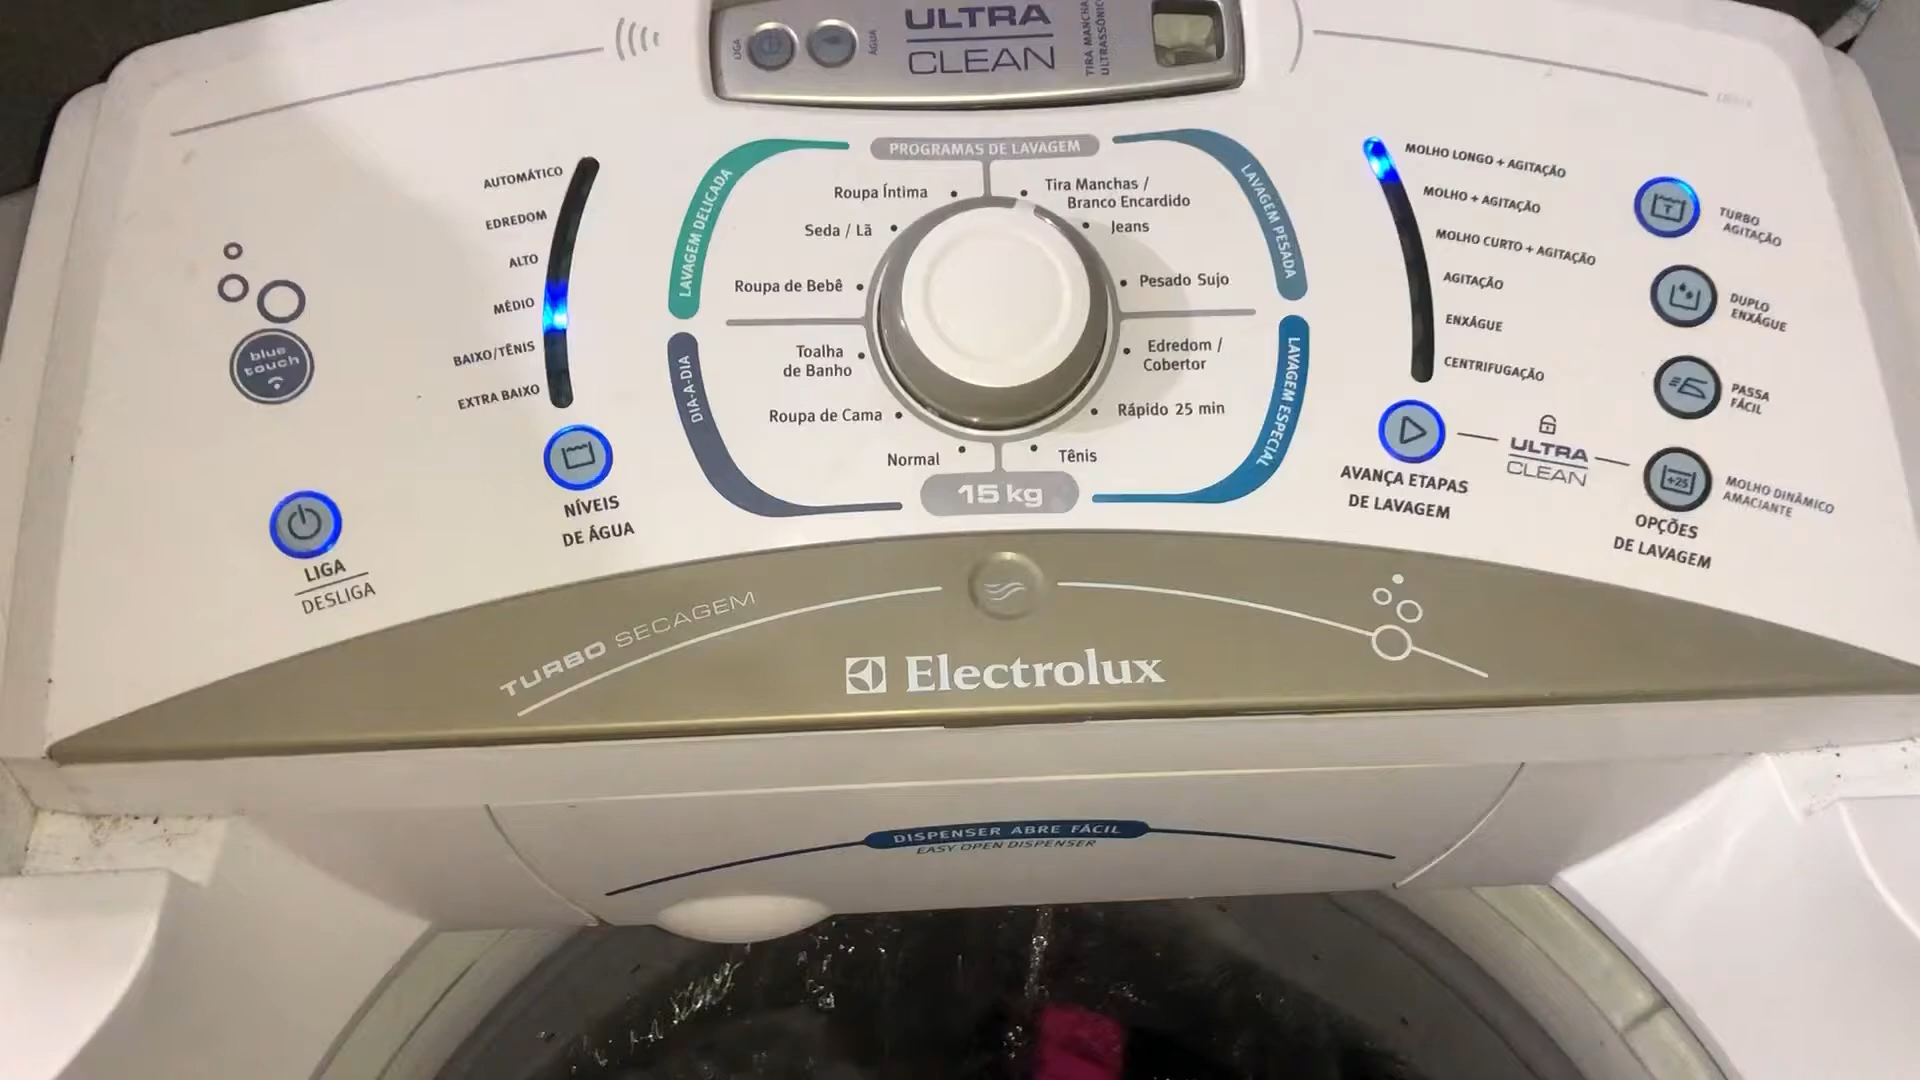 LIGA
ÁGUA
ULTRA
CLEAN
TIRA MANCHAS
ULTRASSÔNICO
PROGRAMAS DE LAVAGEM
LAVAGEM DELICADA
LAVAGEM PESADA
DIA-A-DIA
LAVAGEM ESPECIAL
Roupa Íntima
Seda / Lã
Roupa de Bebê
Toalha
de Banho
Roupa de Cama
Normal
Tira Manchas /
Branco Encardido
Jeans
Pesado Sujo
Edredom /
Cobertor
Rápido 25 min
Tênis
15 kg
AUTOMÁTICO
EDREDOM
ALTO
MÉDIO
BAIXO/TÊNIS
EXTRA BAIXO
NÍVEIS
DE ÁGUA
blue
touch
LIGA
DESLIGA
MOLHO LONGO + AGITAÇÃO
MOLHO + AGITAÇÃO
MOLHO CURTO + AGITAÇÃO
AGITAÇÃO
ENXÁGUE
CENTRIFUGAÇÃO
AVANÇA ETAPAS
DE LAVAGEM
ULTRA
CLEAN
T
TURBO
AGITAÇÃO
DUPLO
ENXÁGUE
PASSA
FÁCIL
+25
MOLHO DINÂMICO
AMACIANTE
OPÇÕES
DE LAVAGEM
TURBO SECAGEM
Electrolux
DISPENSER ABRE FÁCIL
EASY OPEN DISPENSER